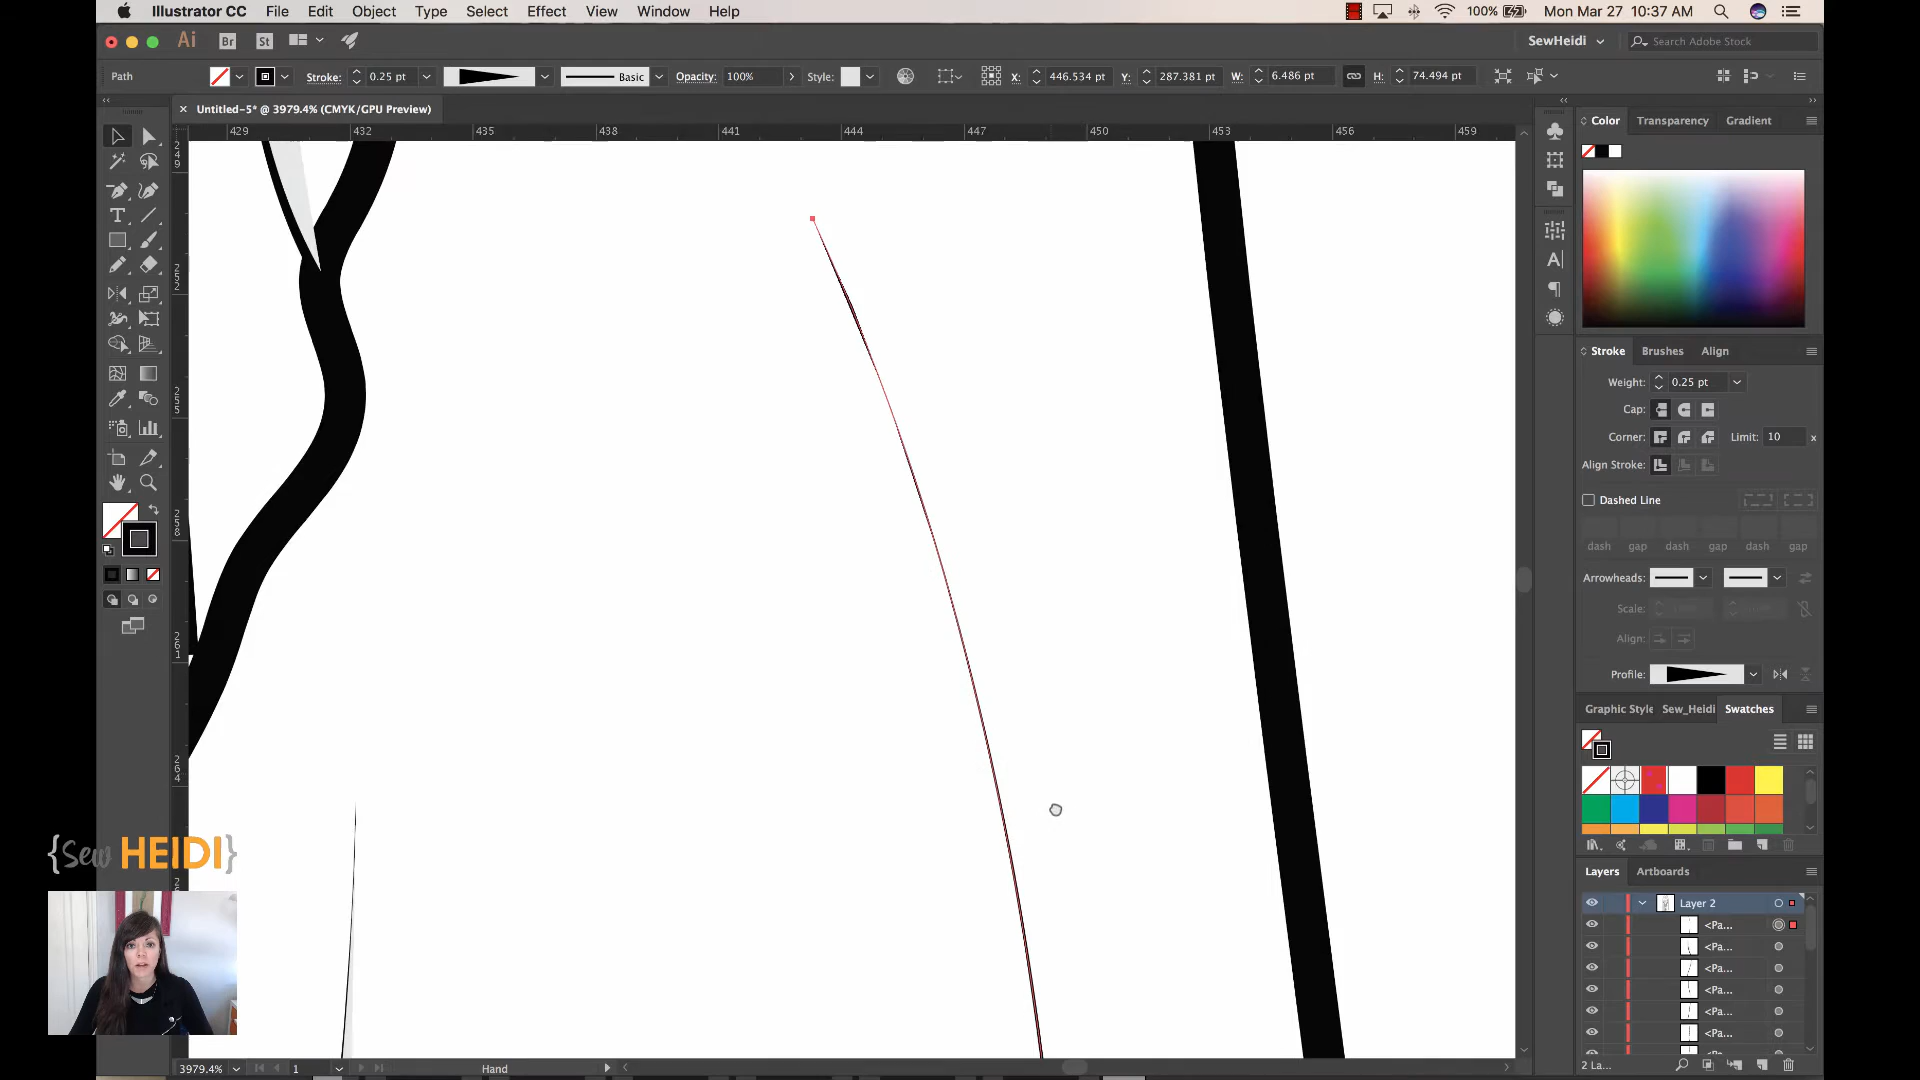 Illustrator CC File Edit Object Type Select Effect View Window Help 100% Mon Mar 27 10:37 AM
Ai Br St SewHeidi Search Adobe Stock
Path Stroke: 0.25 pt Basic Opacity: 100% Style: X: 446.534 pt Y: 287.381 pt W: 6.486 pt H: 74.494 pt
× Untitled-5* @ 3979.4% (CMYK/GPU Preview)
429 432 435 438 441 444 447 450 453 456 459
249
252
255
258
261
264
Color Transparency Gradient
Stroke Brushes Align
Weight: 0.25 pt
Cap:
Corner: Limit: 10 x
Align Stroke:
Dashed Line
dash gap dash gap dash gap
Arrowheads:
Scale:
Align:
Profile:
Graphic Style Sew_Heidi Swatches
Layers Artboards
Layer 2
<Pa...
<Pa...
<Pa...
<Pa...
<Pa...
<Pa...
2 La...
{Sew HEIDI}
3979.4% 1 Hand